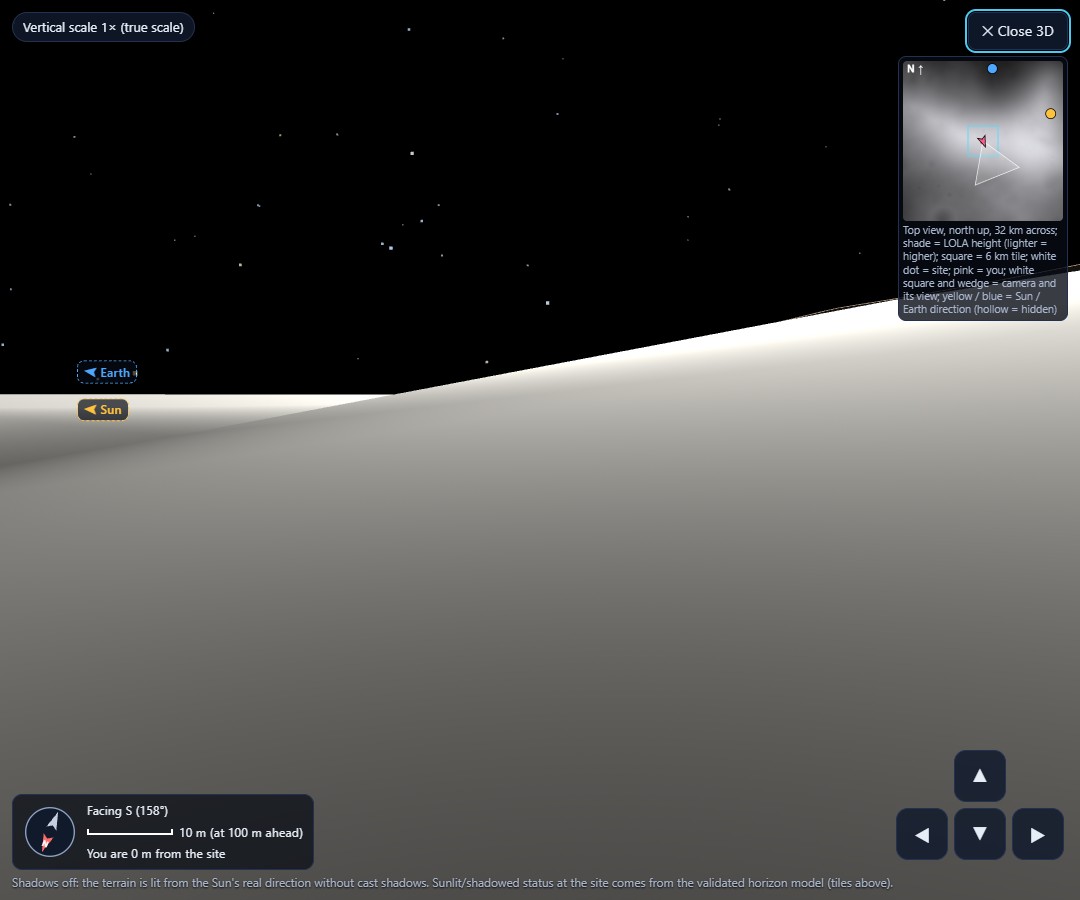 Vertical scale 1× (true scale)
✕ Close 3D
N ↑
Top view, north up, 32 km across;
shade = LOLA height (lighter =
higher); square = 6 km tile; white
dot = site; pink = you; white
square and wedge = camera and
its view; yellow / blue = Sun /
Earth direction (hollow = hidden)
Earth
Sun
Facing S (158°)
10 m (at 100 m ahead)
You are 0 m from the site
Shadows off: the terrain is lit from the Sun's real direction without cast shadows. Sunlit/shadowed status at the site comes from the validated horizon model (tiles above).